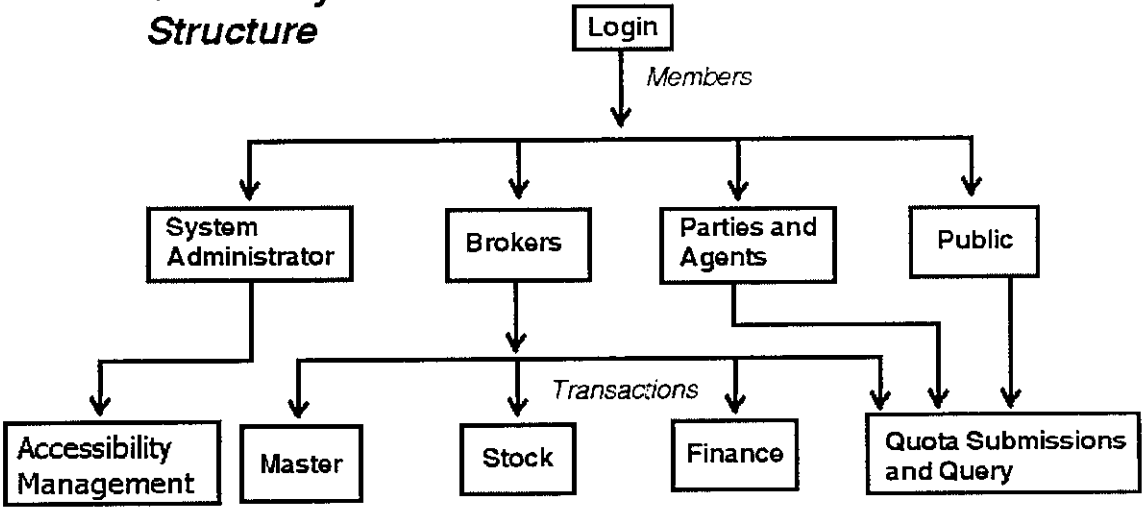 Structure
Login
Members
System
Administrator
Brokers
Parties and
Agents
Public
Transactions
Accessibility
Management
Master
Stock
Finance
Quota Submissions
and Query